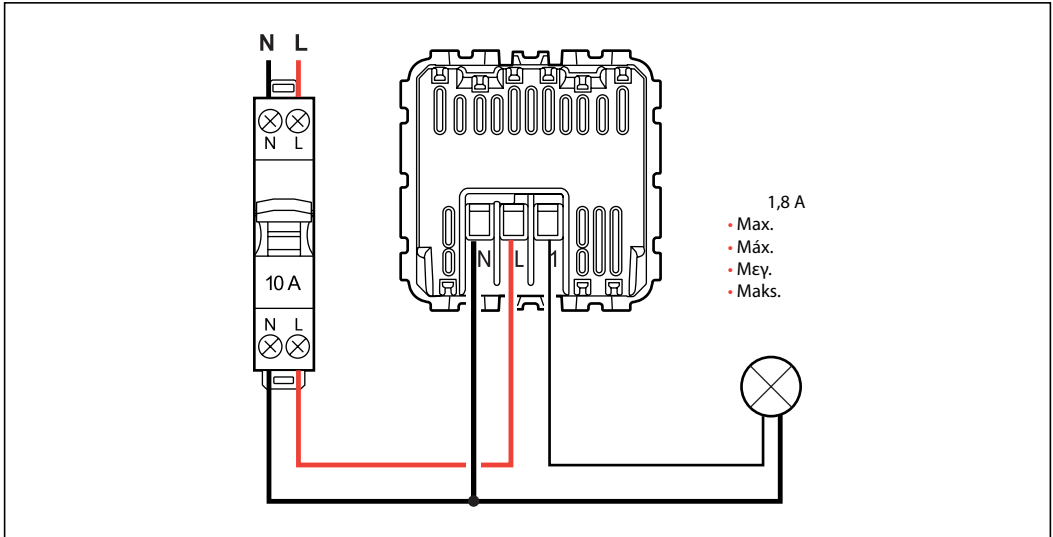 N L
N L
10 A
N L
N L 1
1,8 A
• Max.
• Máx.
• Μεγ.
• Maks.